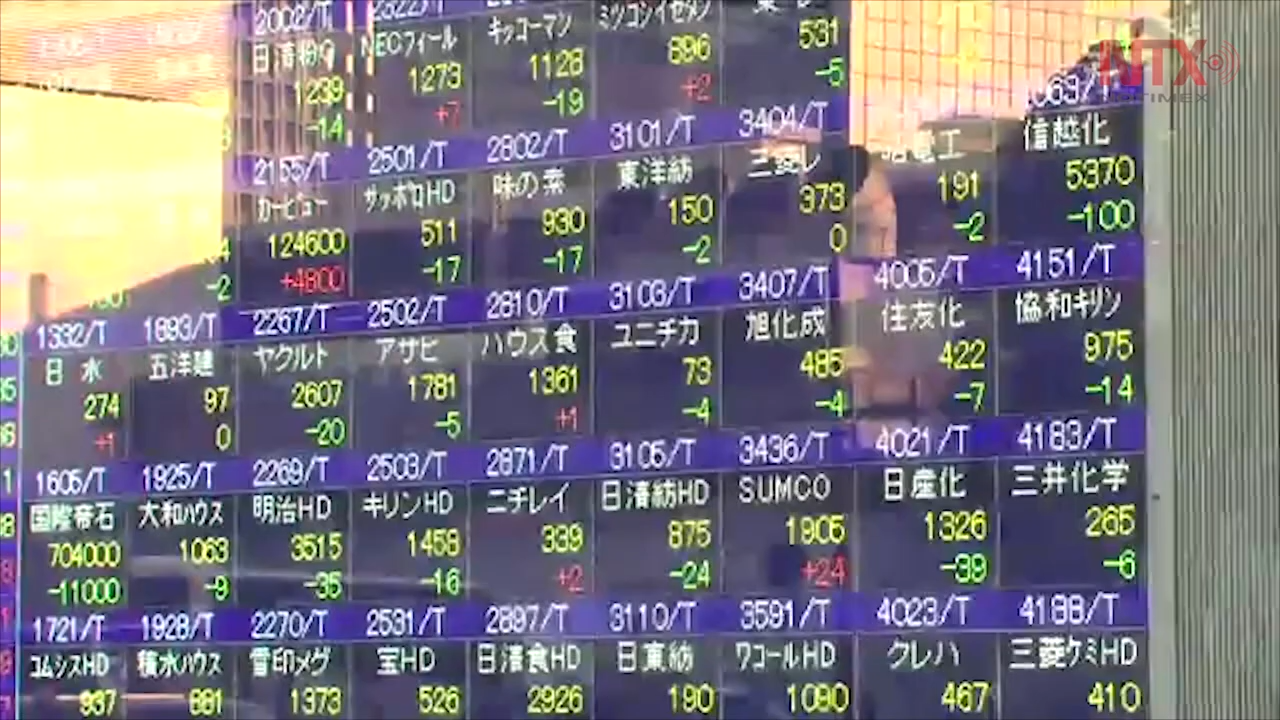 2002/T
日清粉G NECフィール キッコーマン ミツコシイセタン
1239 1273 1128 896 531
-14 +7 -19 +2 -5
2155/T 2501/T 2802/T 3101/T 3404/T
カービュー サッポロHD 味の素 東洋紡 三菱レ 信越化
124600 511 930 150 373 191 5370
+4800 -17 -17 -2 0 -2 -100
1332/T 1893/T 2267/T 2502/T 2810/T 3103/T 3407/T 4005/T 4151/T
日水 五洋建 ヤクルト アサヒ ハウス食 ユニチカ 旭化成 住友化 協和キリン
274 97 2607 1781 1361 73 485 422 975
+1 0 -20 -5 +1 -4 -4 -7 -14
1605/T 1925/T 2269/T 2503/T 2871/T 3105/T 3436/T 4021/T 4183/T
国際帝石 大和ハウス 明治HD キリンHD ニチレイ 日清紡HD SUMCO 日産化 三井化学
704000 1063 3515 1458 339 875 1905 1326 265
-11000 -9 -35 -16 +2 -24 +24 -39 -6
1721/T 1928/T 2270/T 2531/T 2897/T 3110/T 3591/T 4023/T 4188/T
コムシスHD 積水ハウス 雪印メグ 宝HD 日清食HD 日東紡 ワコールHD クレハ 三菱ケミHD
937 681 1373 526 2926 190 1090 467 410
NTX
NOTIMEX